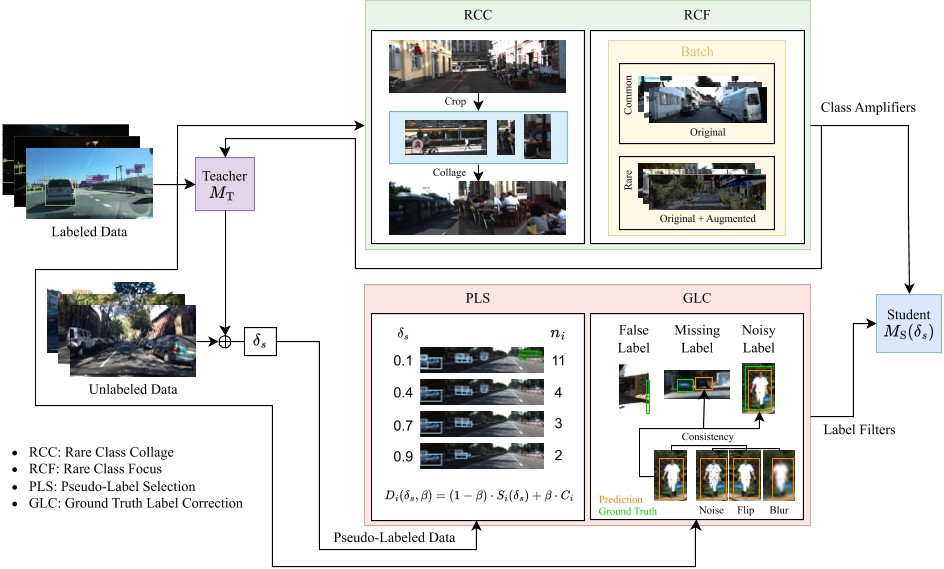 RCC
RCF
Crop
Collage
Batch
Common
Original
Rare
Original + Augmented
Class Amplifiers
Labeled Data
Teacher
M_T
Unlabeled Data
⊕
δ_s
Student
M_S(δ_s)
PLS
GLC
δ_s
n_i
0.1
11
0.4
4
0.7
3
0.9
2
D_i(δ_s, β) = (1 − β) · S_i(δ_s) + β · C_i
False
Label
Missing
Label
Noisy
Label
Consistency
Prediction
Ground Truth
Noise
Flip
Blur
Label Filters
Pseudo-Labeled Data
• RCC: Rare Class Collage
• RCF: Rare Class Focus
• PLS: Pseudo-Label Selection
• GLC: Ground Truth Label Correction